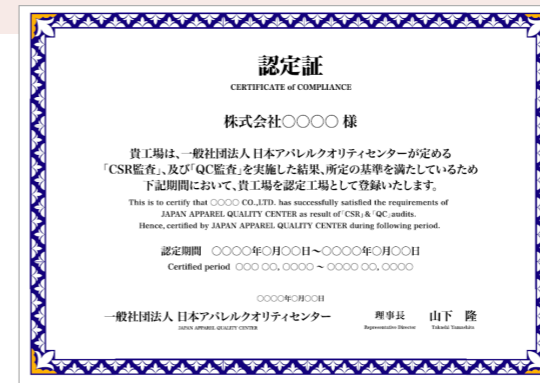 認定証
CERTIFICATE of COMPLIANCE
株式会社○○○○ 様
貴工場は、一般社団法人 日本アパレルクオリティセンターが定める
「CSR監査」、及び「QC監査」を実施した結果、所定の基準を満たしているため
下記期間において、貴工場を認定工場として登録いたします。
This is to certify that ○○○○ CO.,LTD. has successfully satisfied the requirements of
JAPAN APPAREL QUALITY CENTER as result of「CSR」&「QC」audits.
Hence, certified by JAPAN APPAREL QUALITY CENTER during following period.
認定期間 ○○○○年○月○○日〜○○○○年○月○○日
Certified period ○○○ ○○, ○○○○ ~ ○○○○ ○○, ○○○○
○○○○年○月○○日
一般社団法人 日本アパレルクオリティセンター 理事長 山下 隆
JAPAN APPAREL QUALITY CENTER Representative Director Takashi Yamashita